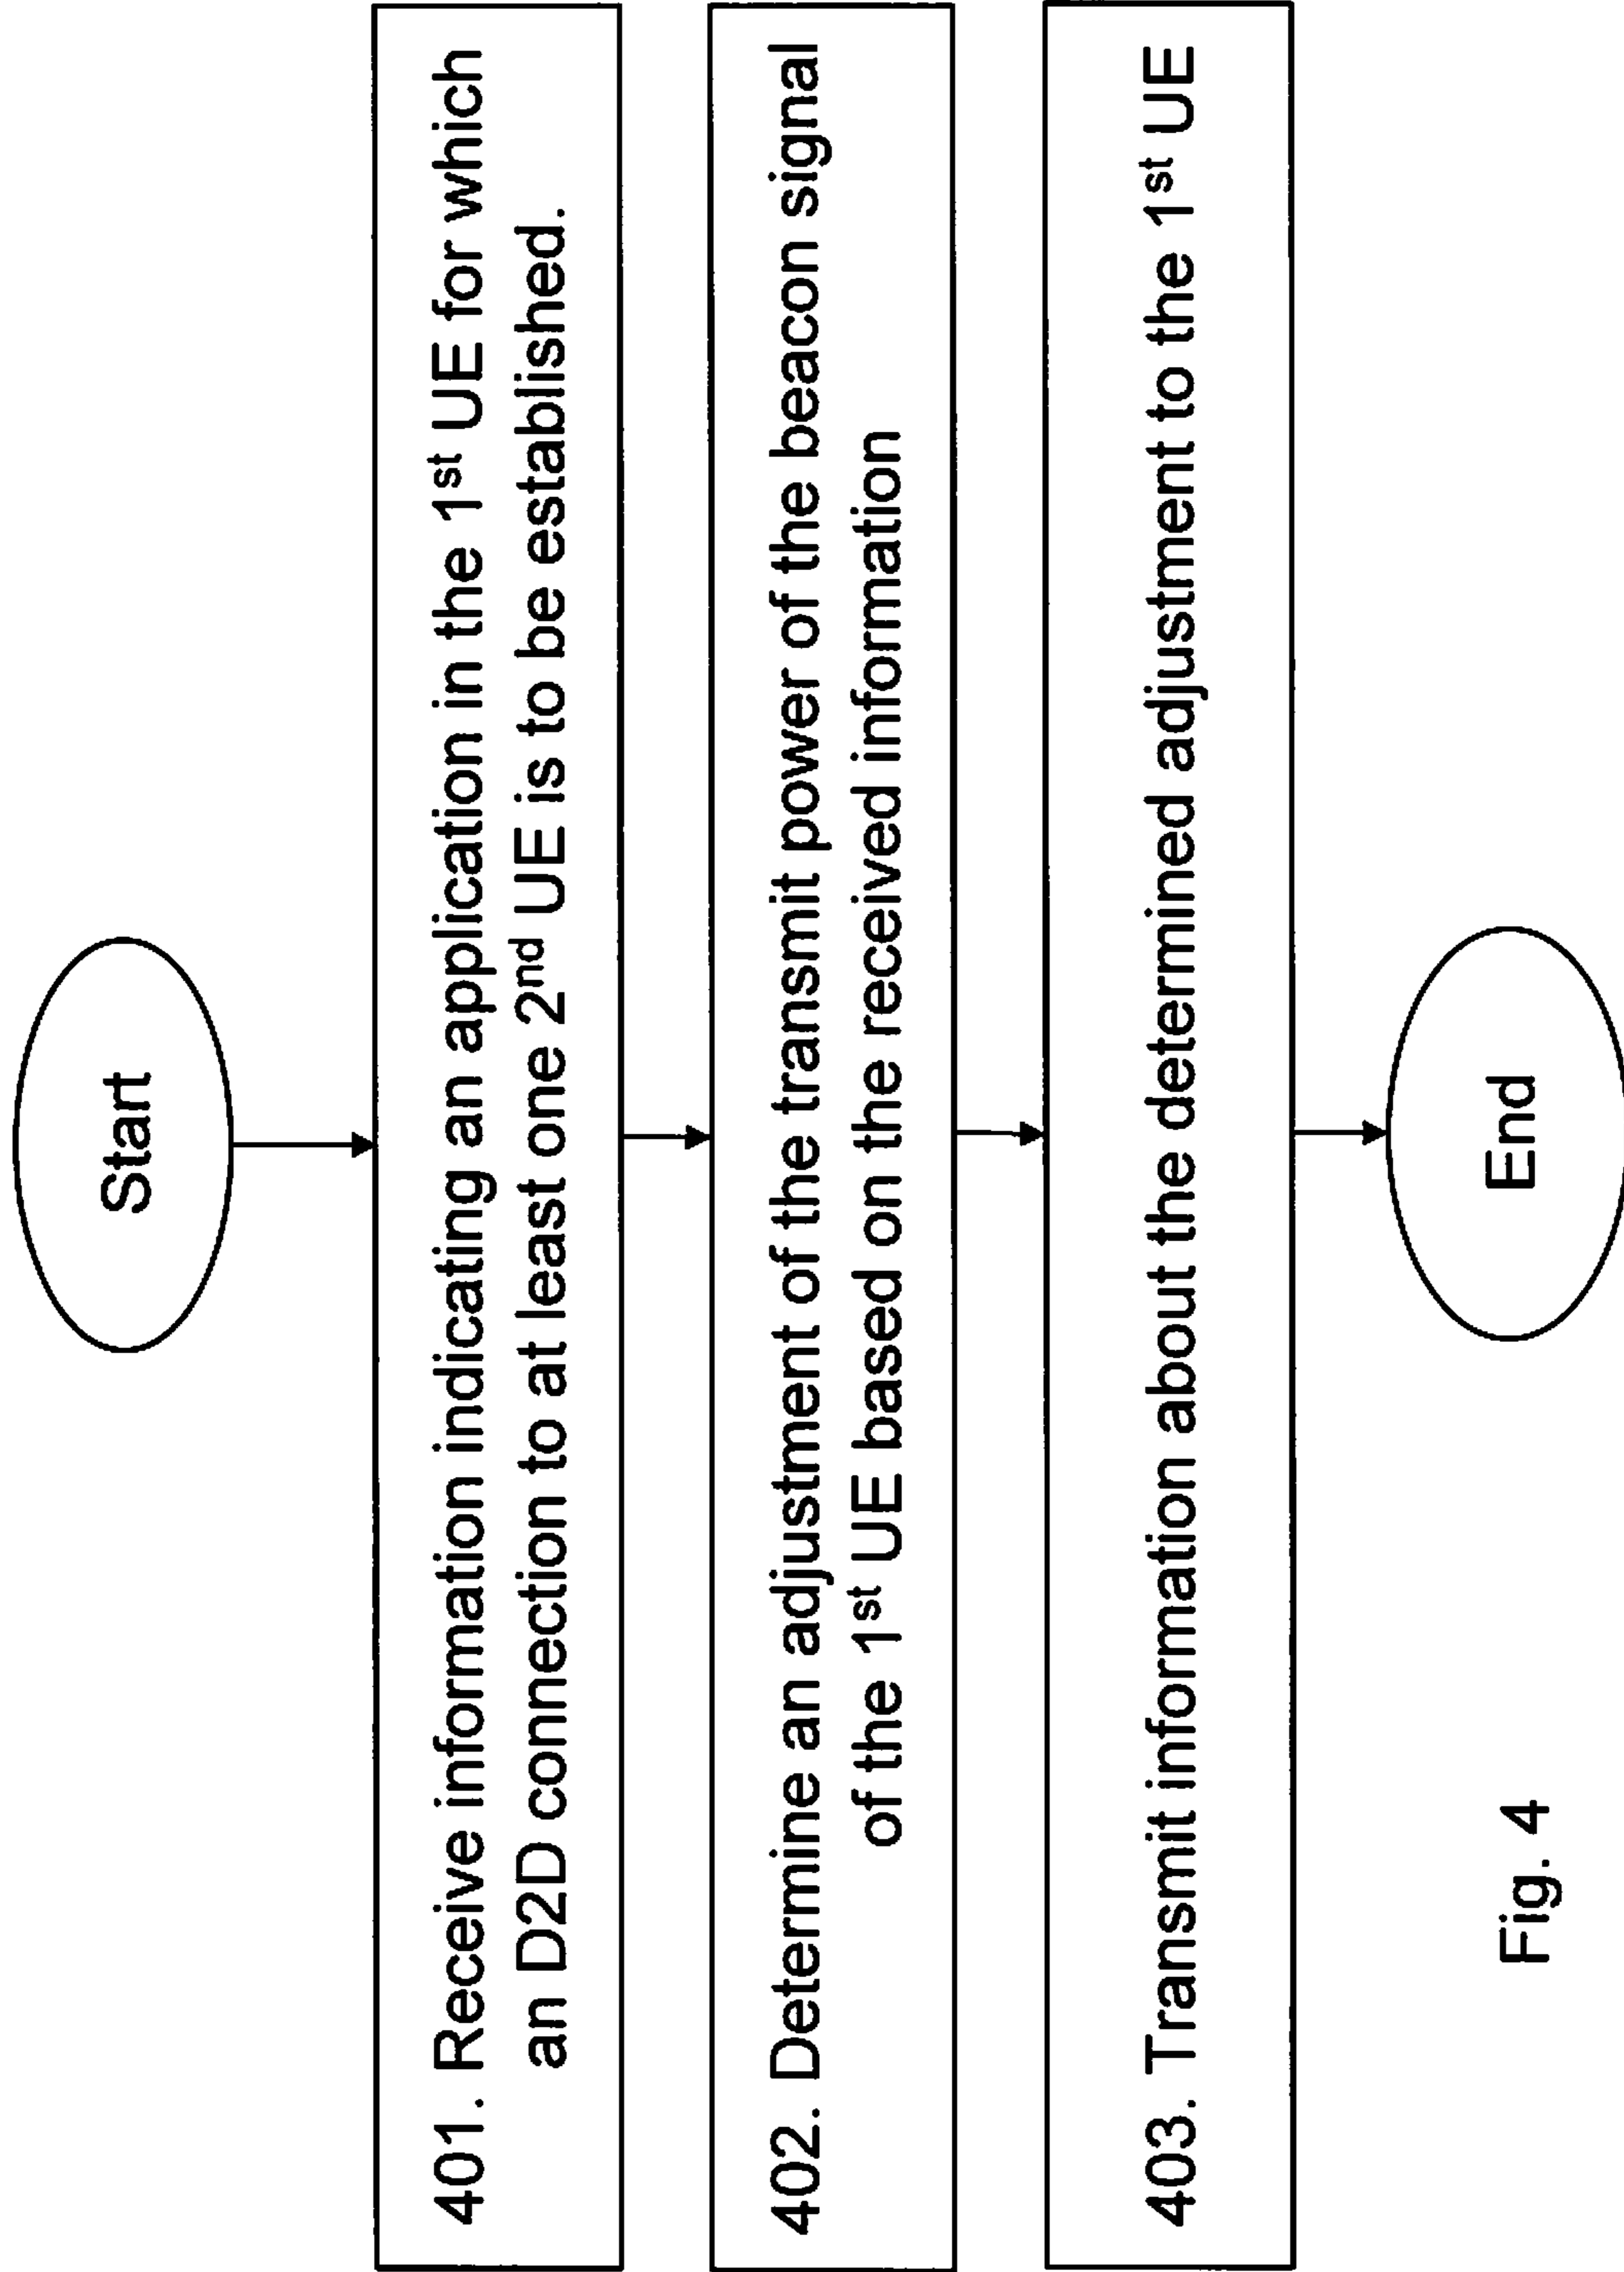 Start
401. Receive information indicating an application in the 1st UE for which
an D2D connection to at least one 2nd UE is to be established.
402. Determine an adjustment of the transmit power of the beacon signal
of the 1st UE based on the received information
403. Transmit information about the determined adjustment to the 1st UE
End
Fig. 4